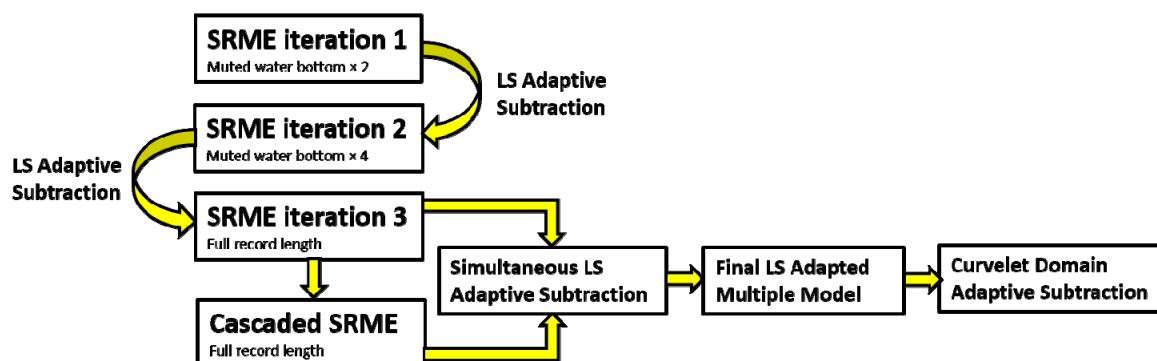 SRME iteration 1
Muted water bottom × 2
LS Adaptive
Subtraction
SRME iteration 2
Muted water bottom × 4
LS Adaptive
Subtraction
SRME iteration 3
Full record length
Simultaneous LS
Adaptive Subtraction
Final LS Adapted
Multiple Model
Curvelet Domain
Adaptive Subtraction
Cascaded SRME
Full record length